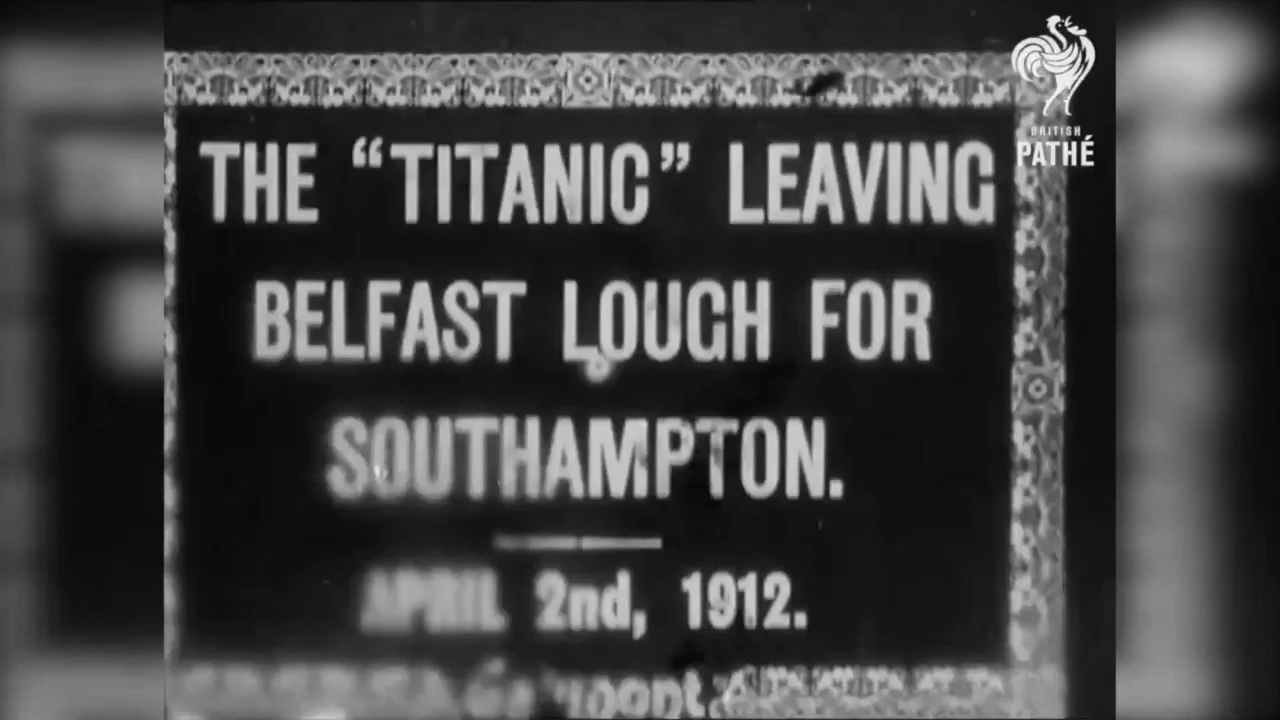 BRITISH
PATHÉ
THE “TITANIC” LEAVING
BELFAST LOUGH FOR
SOUTHAMPTON.
APRIL 2nd, 1912.